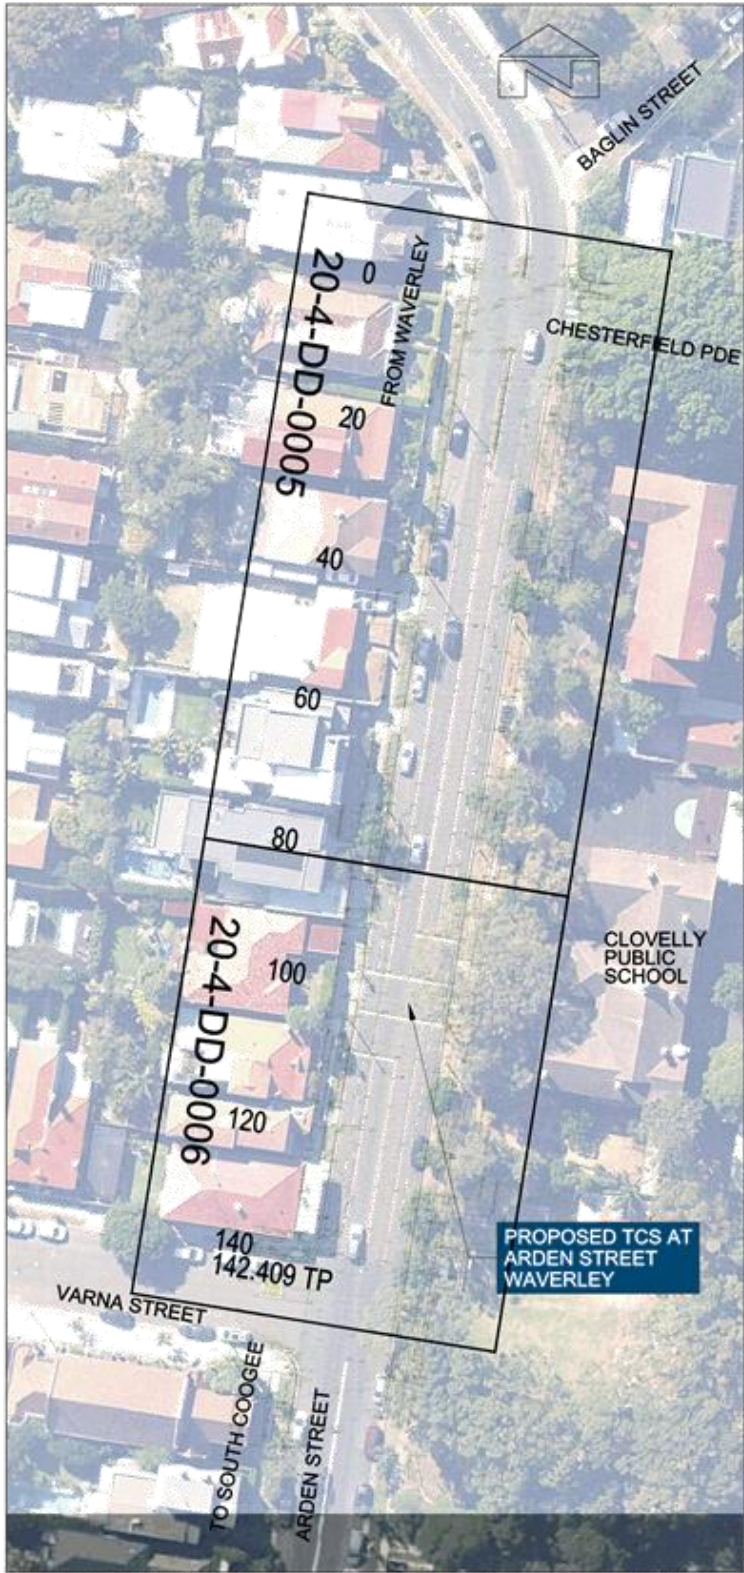 N
BAGLIN STREET
0
FROM WAVERLEY
20-4-DD-0005
CHESTERFIELD PDE
20
40
60
80
CLOVELLY
PUBLIC
SCHOOL
20-4-DD-0006
100
120
PROPOSED TCS AT
ARDEN STREET
WAVERLEY
140
142.409 TP
VARNA STREET
TO SOUTH COOGEE
ARDEN STREET